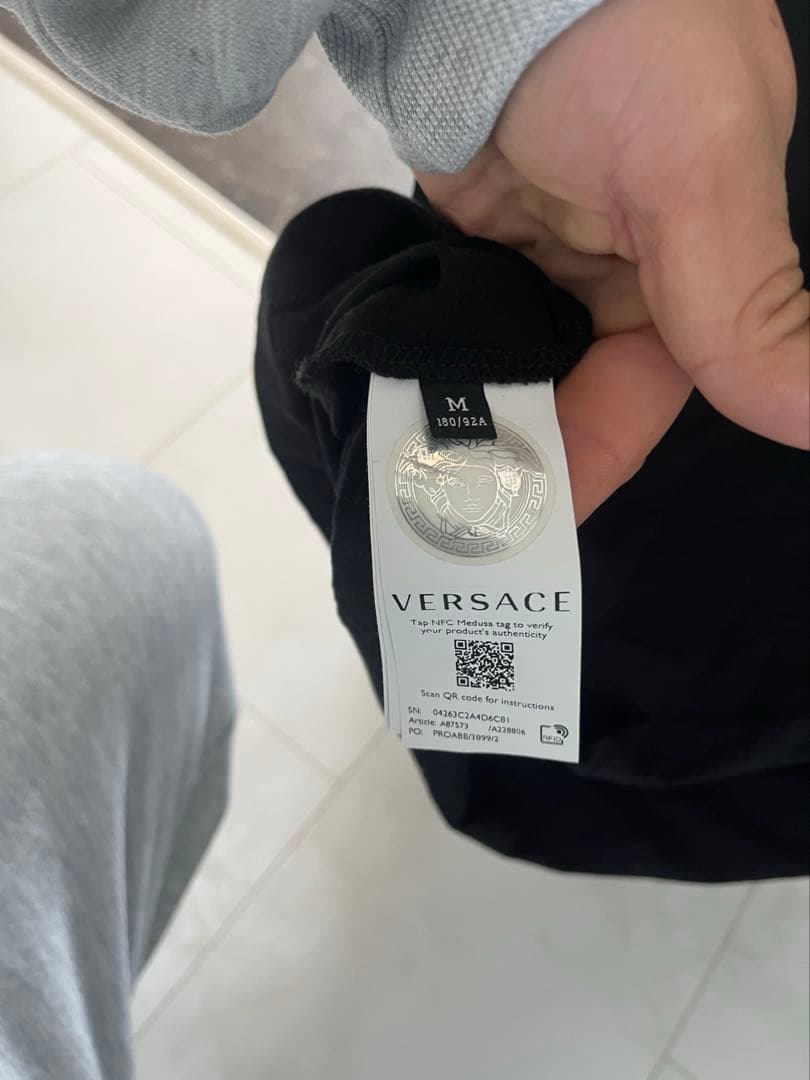 M
180/92A
VERSACE
Tap NFC Medusa tag to verify
your product's authenticity
Scan QR code for instructions
SN: 04263C2A4D6C81
Article: A87573 /A228806
PO: PROABB/3899/2
RFID